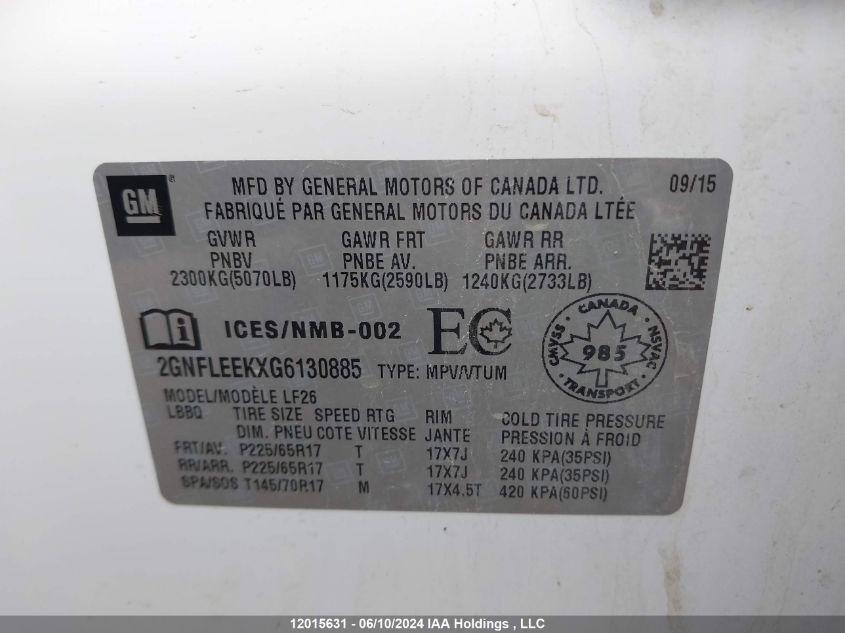 GM
MFD BY GENERAL MOTORS OF CANADA LTD. 09/15
FABRIQUÉ PAR GENERAL MOTORS DU CANADA LTÉE
GVWR GAWR FRT GAWR RR
PNBV PNBE AV. PNBE ARR.
2300KG(5070LB) 1175KG(2590LB) 1240KG(2733LB)
ICES/NMB-002 EC
CANADA
CMVSS 985 NSVAC
TRANSPORT
2GNFLEEKXG6130885 TYPE: MPV/VTUM
MODEL/MODÈLE LF26
LBBQ TIRE SIZE SPEED RTG RIM COLD TIRE PRESSURE
DIM. PNEU COTE VITESSE JANTE PRESSION À FROID
FRT/AV. P225/65R17 T 17X7J 240 KPA(35PSI)
RR/ARR. P225/65R17 T 17X7J 240 KPA(35PSI)
SPA/SOS T145/70R17 M 17X4.5T 420 KPA(60PSI)
12015631 - 06/10/2024 IAA Holdings , LLC